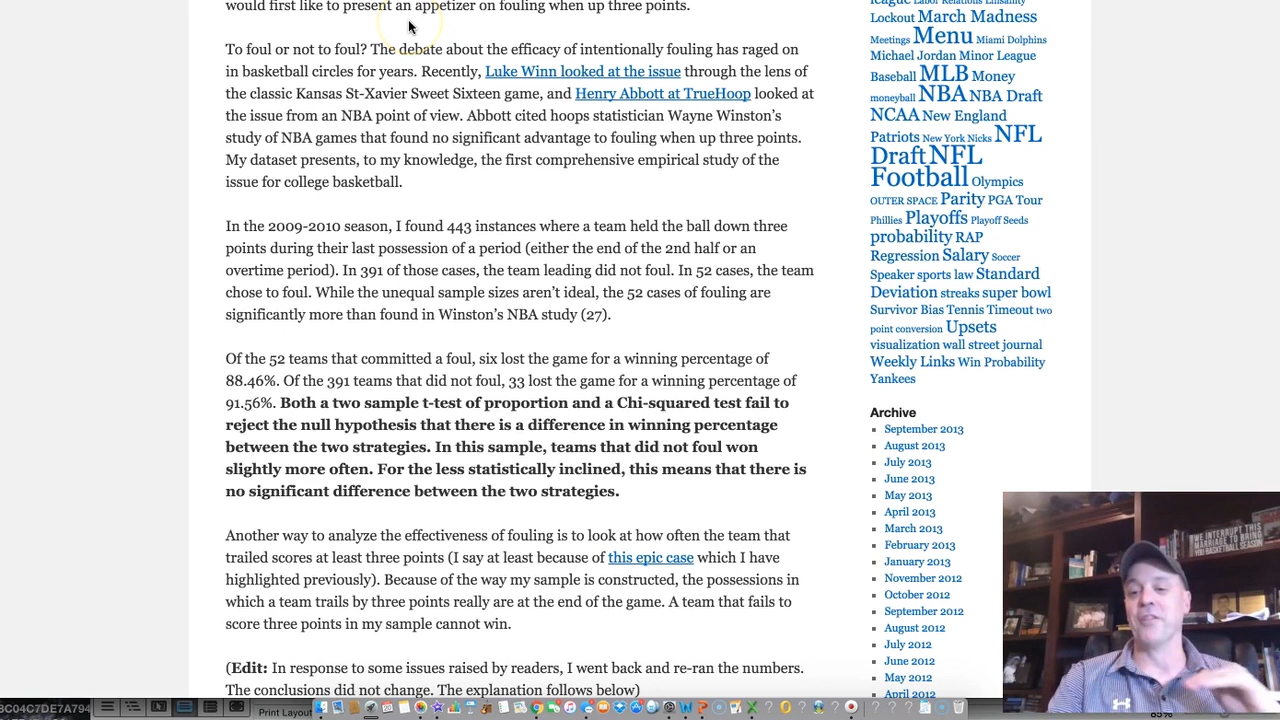 would first like to present an appetizer on fouling when up three points.
To foul or not to foul? The debate about the efficacy of intentionally fouling has raged on
in basketball circles for years. Recently, Luke Winn looked at the issue through the lens of
the classic Kansas St-Xavier Sweet Sixteen game, and Henry Abbott at TrueHoop looked at
the issue from an NBA point of view. Abbott cited hoops statistician Wayne Winston's
study of NBA games that found no significant advantage to fouling when up three points.
My dataset presents, to my knowledge, the first comprehensive empirical study of the
issue for college basketball.
In the 2009-2010 season, I found 443 instances where a team held the ball down three
points during their last possession of a period (either the end of the 2nd half or an
overtime period). In 391 of those cases, the team leading did not foul. In 52 cases, the team
chose to foul. While the unequal sample sizes aren't ideal, the 52 cases of fouling are
significantly more than found in Winston's NBA study (27).
Of the 52 teams that committed a foul, six lost the game for a winning percentage of
88.46%. Of the 391 teams that did not foul, 33 lost the game for a winning percentage of
91.56%. Both a two sample t-test of proportion and a Chi-squared test fail to
reject the null hypothesis that there is a difference in winning percentage
between the two strategies. In this sample, teams that did not foul won
slightly more often. For the less statistically inclined, this means that there is
no significant difference between the two strategies.
Another way to analyze the effectiveness of fouling is to look at how often the team that
trailed scores at least three points (I say at least because of this epic case which I have
highlighted previously). Because of the way my sample is constructed, the possessions in
which a team trails by three points really are at the end of the game. A team that fails to
score three points in my sample cannot win.
(Edit: In response to some issues raised by readers, I went back and re-ran the numbers.
The conclusions did not change. The explanation follows below)
league Labor Relations Linsanity
Lockout March Madness
Meetings Menu Miami Dolphins
Michael Jordan Minor League
Baseball MLB Money
moneyball NBA NBA Draft
NCAA New England
Patriots New York Nicks NFL
Draft NFL
Football Olympics
OUTER SPACE Parity PGA Tour
Phillies Playoffs Playoff Seeds
probability RAP
Regression Salary Soccer
Speaker sports law Standard
Deviation streaks super bowl
Survivor Bias Tennis Timeout two
point conversion Upsets
visualization wall street journal
Weekly Links Win Probability
Yankees
Archive
September 2013
August 2013
July 2013
June 2013
May 2013
April 2013
March 2013
February 2013
January 2013
November 2012
October 2012
September 2012
August 2012
July 2012
June 2012
May 2012
April 2012
WE INTERRUPT THIS
MARRIAGE TO BRING
YOU BASKETBALL SEASON
Print Layout